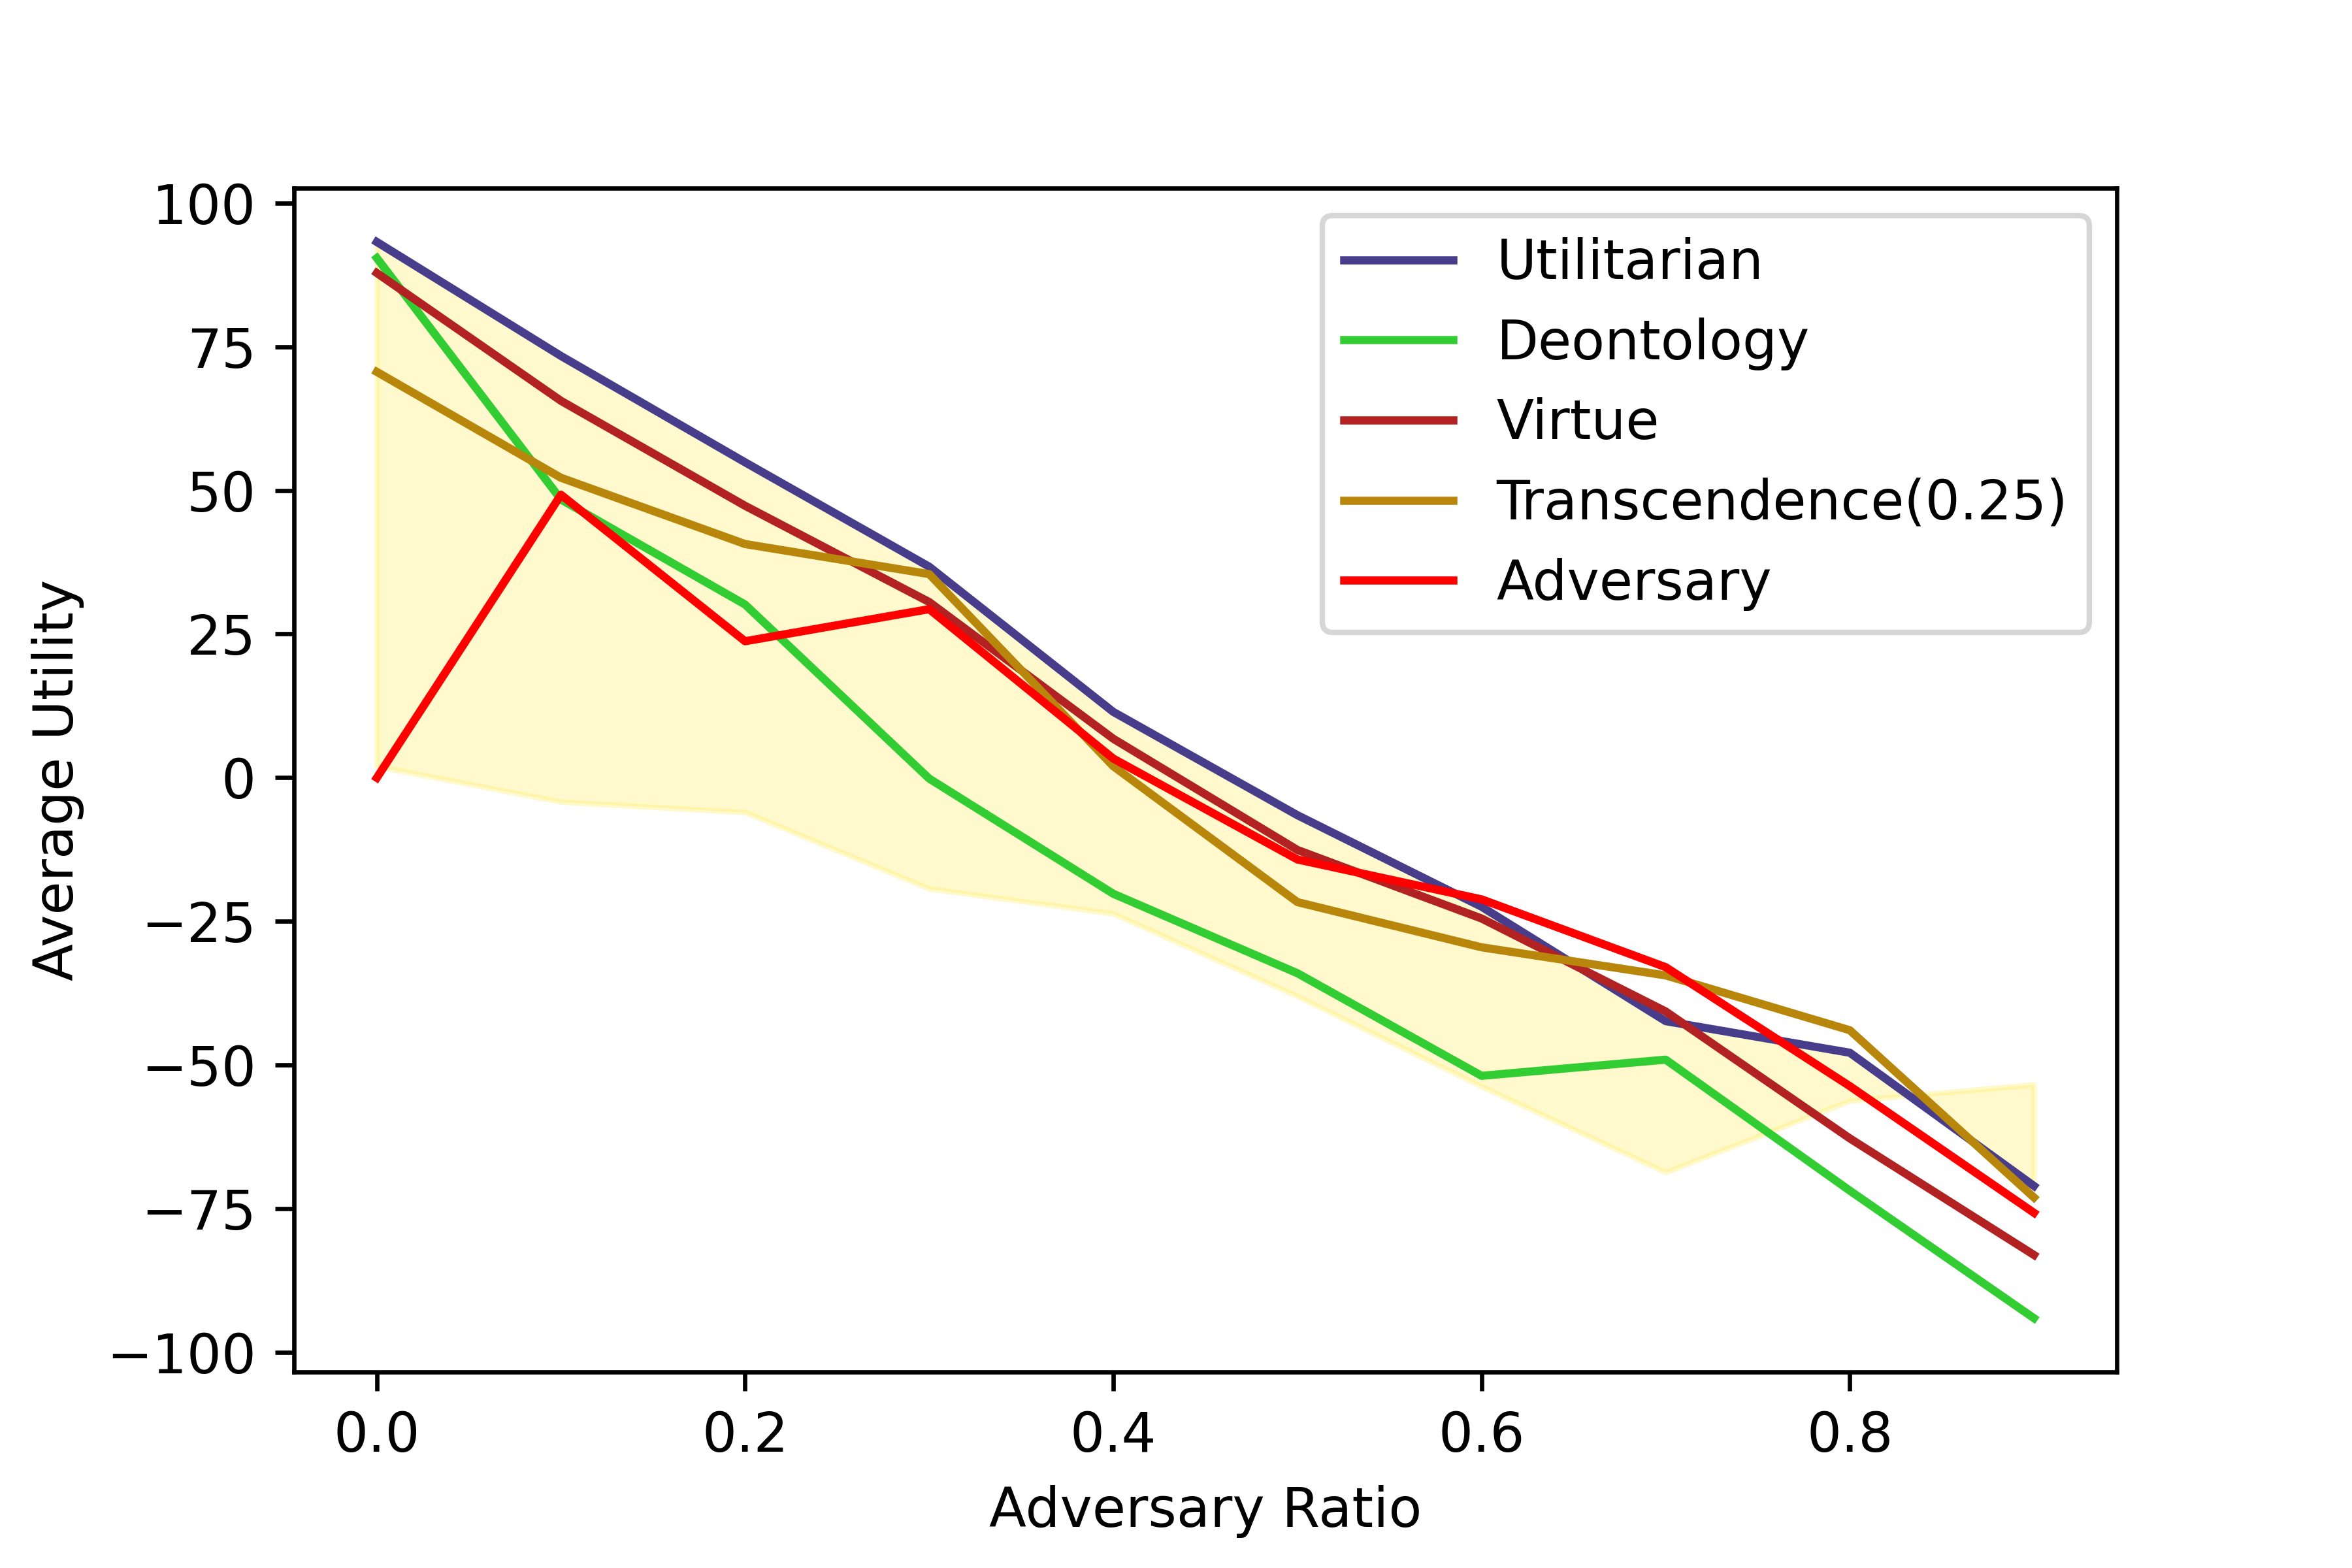 100
75
50
25
0
−25
−50
−75
−100
Average Utility
Utilitarian
Deontology
Virtue
Transcendence(0.25)
Adversary
0.0 0.2 0.4 0.6 0.8
Adversary Ratio